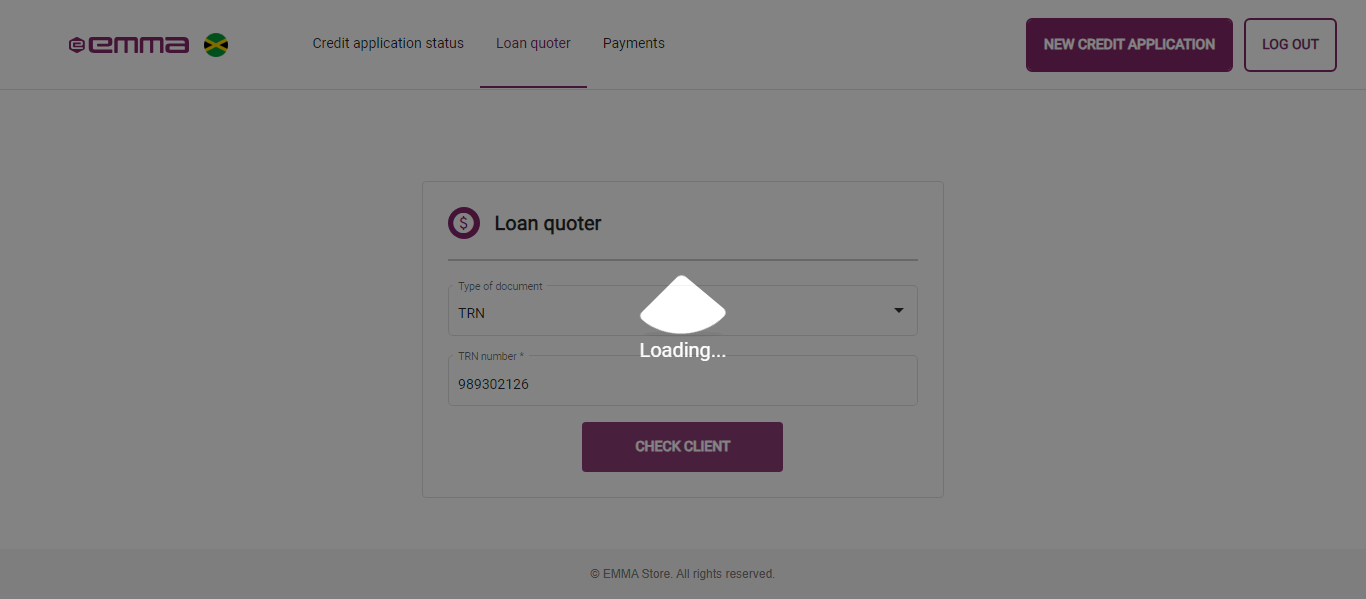 emma
Credit application status
Loan quoter
Payments
NEW CREDIT APPLICATION
LOG OUT
$ Loan quoter
Type of document
TRN
Loading...
TRN number *
989302126
CHECK CLIENT
© EMMA Store. All rights reserved.